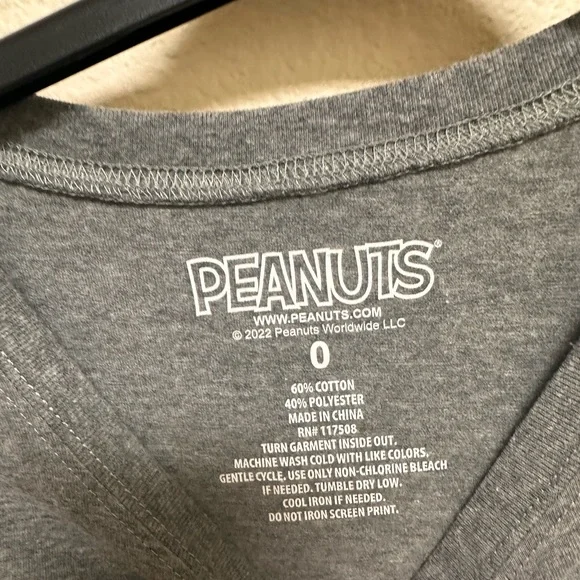 PEANUTS®
WWW.PEANUTS.COM
© 2022 Peanuts Worldwide LLC
0
60% COTTON
40% POLYESTER
MADE IN CHINA
RN# 117508
TURN GARMENT INSIDE OUT.
MACHINE WASH COLD WITH LIKE COLORS,
GENTLE CYCLE. USE ONLY NON-CHLORINE BLEACH
IF NEEDED. TUMBLE DRY LOW.
COOL IRON IF NEEDED.
DO NOT IRON SCREEN PRINT.